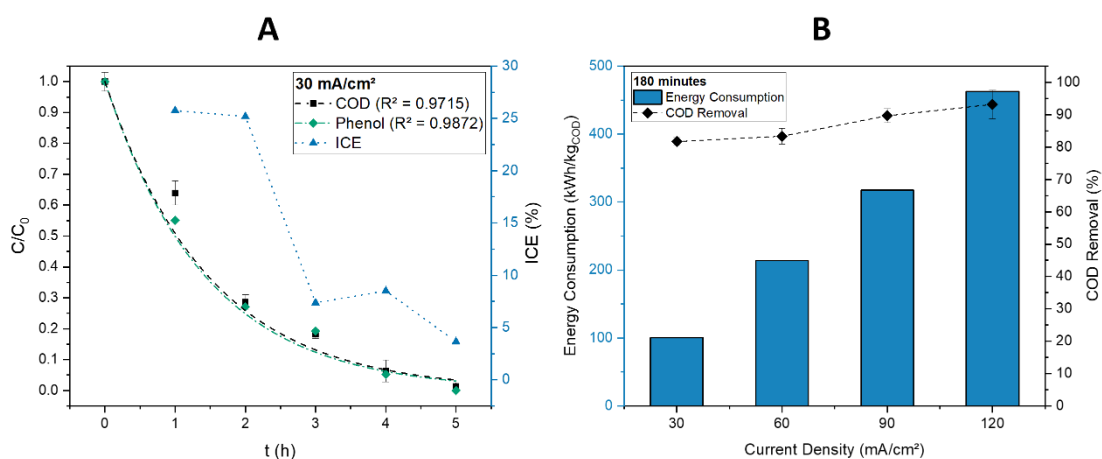 A
B
30 mA/cm²
COD (R² = 0.9715)
Phenol (R² = 0.9872)
ICE
1.0
0.9
0.8
0.7
0.6
0.5
0.4
0.3
0.2
0.1
0.0
C/C₀
0 1 2 3 4 5
t (h)
30
25
20
15
10
5
0
ICE (%)
180 minutes
Energy Consumption
COD Removal
500
400
300
200
100
0
Energy Consumption (kWh/kg_COD)
30 60 90 120
Current Density (mA/cm²)
100
90
80
70
60
50
40
30
20
10
0
COD Removal (%)